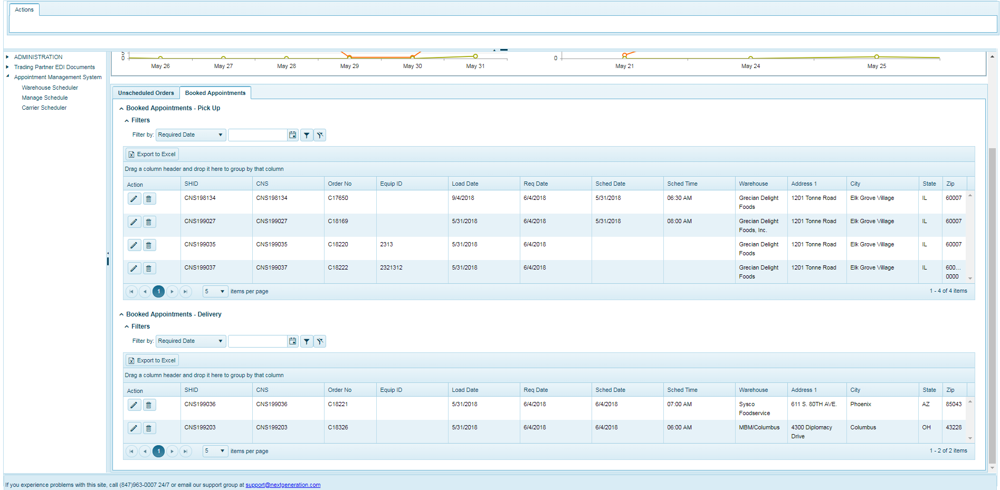 Actions
ADMINISTRATION
Trading Partner EDI Documents
Appointment Management System
Warehouse Scheduler
Manage Schedule
Carrier Scheduler
5
0
May 26 May 27 May 28 May 29 May 30 May 31
0
May 21 May 24 May 25
Unscheduled Orders Booked Appointments
Booked Appointments - Pick Up
Filters
Filter by: Required Date
Export to Excel
Drag a column header and drop it here to group by that column
Action SHID CNS Order No Equip ID Load Date Req Date Sched Date Sched Time Warehouse Address 1 City State Zip
CNS198134 CNS198134 C17650 9/4/2018 6/4/2018 5/31/2018 06:30 AM Grecian Delight 1201 Tonne Road Elk Grove Village IL 60007
Foods
CNS199027 CNS199027 C18169 5/31/2018 6/4/2018 5/31/2018 08:00 AM Grecian Delight 1201 Tonne Road Elk Grove Village IL 60007
Foods, Inc.
CNS199035 CNS199035 C18220 2313 5/31/2018 6/4/2018 Grecian Delight 1201 Tonne Road Elk Grove Village IL 60007
Foods
CNS199037 CNS199037 C18222 2321312 5/31/2018 6/4/2018 Grecian Delight 1201 Tonne Road Elk Grove Village IL 600...
Foods 0000
1 5 items per page 1 - 4 of 4 items
Booked Appointments - Delivery
Filters
Filter by: Required Date
Export to Excel
Drag a column header and drop it here to group by that column
Action SHID CNS Order No Equip ID Load Date Req Date Sched Date Sched Time Warehouse Address 1 City State Zip
CNS199036 CNS199036 C18221 5/31/2018 6/4/2018 6/4/2018 07:00 AM Sysco 611 S. 80TH AVE. Phoenix AZ 85043
Foodservice
CNS199203 CNS199203 C18326 5/31/2018 6/4/2018 6/4/2018 06:00 AM MBM/Columbus 4300 Diplomacy Columbus OH 43228
Drive
1 5 items per page 1 - 2 of 2 items
If you experience problems with this site, call (847)963-0007 24/7 or email our support group at support@nextgeneration.com